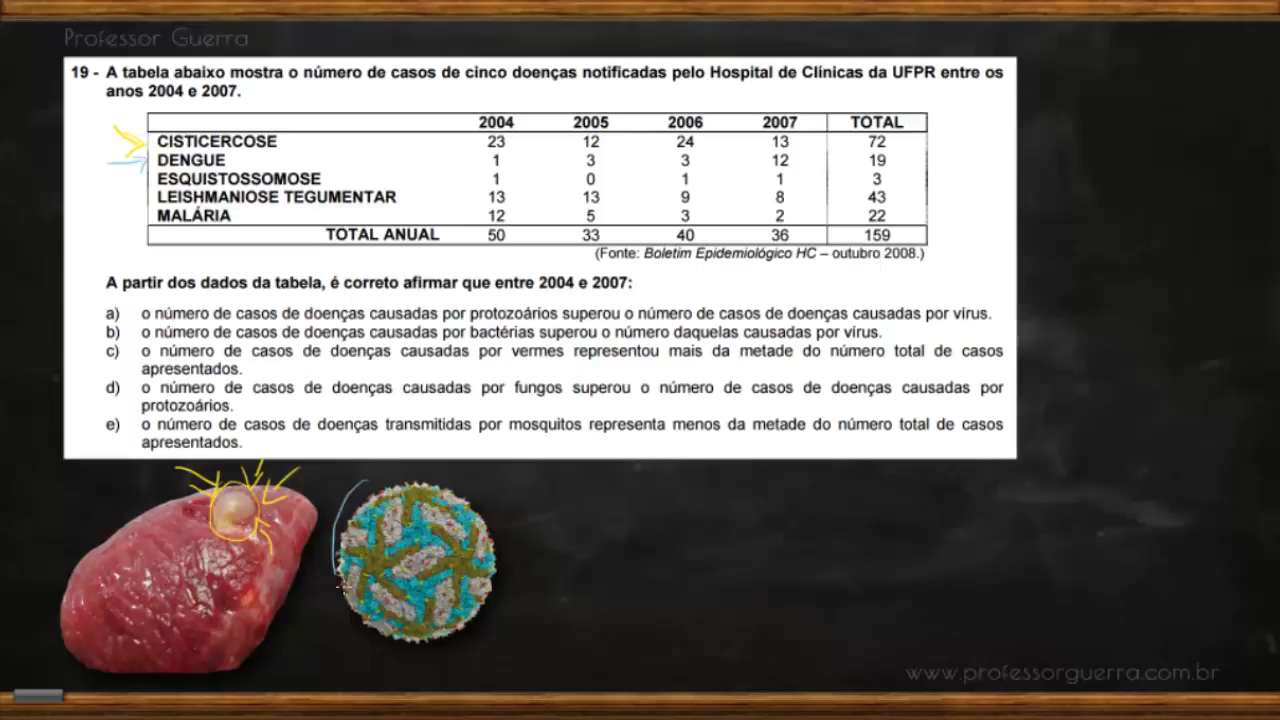 Professor Guerra
19 - A tabela abaixo mostra o número de casos de cinco doenças notificadas pelo Hospital de Clínicas da UFPR entre os
anos 2004 e 2007.
2004 2005 2006 2007 TOTAL
CISTICERCOSE 23 12 24 13 72
DENGUE 1 3 3 12 19
ESQUISTOSSOMOSE 1 0 1 1 3
LEISHMANIOSE TEGUMENTAR 13 13 9 8 43
MALÁRIA 12 5 3 2 22
TOTAL ANUAL 50 33 40 36 159
(Fonte: Boletim Epidemiológico HC – outubro 2008.)
A partir dos dados da tabela, é correto afirmar que entre 2004 e 2007:
a) o número de casos de doenças causadas por protozoários superou o número de casos de doenças causadas por vírus.
b) o número de casos de doenças causadas por bactérias superou o número daquelas causadas por vírus.
c) o número de casos de doenças causadas por vermes representou mais da metade do número total de casos
apresentados.
d) o número de casos de doenças causadas por fungos superou o número de casos de doenças causadas por
protozoários.
e) o número de casos de doenças transmitidas por mosquitos representa menos da metade do número total de casos
apresentados.
www.professorguerra.com.br